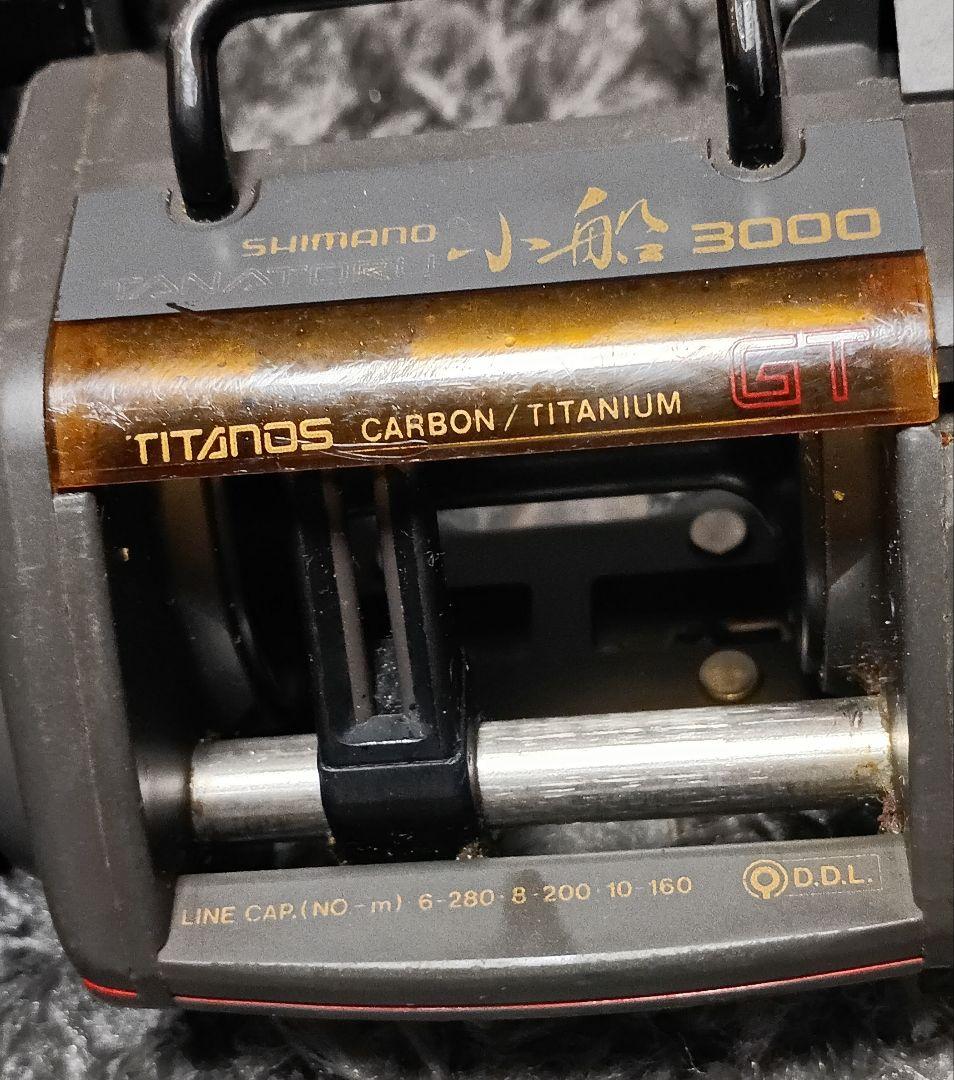 SHIMANO 小船 3000
TANATORU
TITANOS CARBON / TITANIUM GT
LINE CAP.(NO-m) 6-280·8-200·10-160 D.D.L.